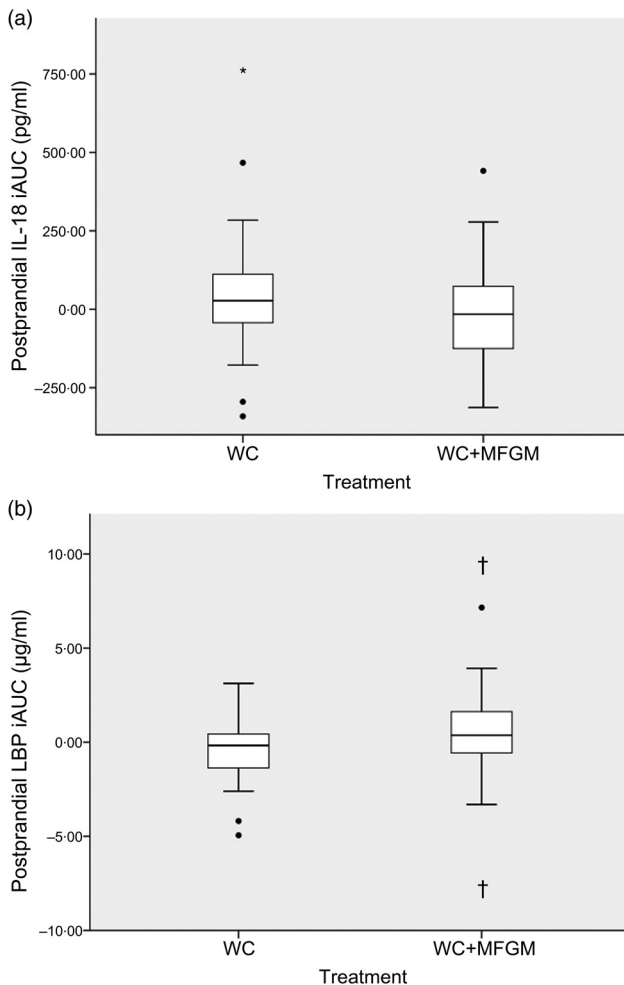 (a)
Postprandial IL-18 iAUC (pg/ml)
750·00
500·00
250·00
0·00
–250·00
*
WC
WC+MFGM
Treatment
(b)
Postprandial LBP iAUC (µg/ml)
10·00
5·00
0·00
–5·00
–10·00
†
†
WC
WC+MFGM
Treatment